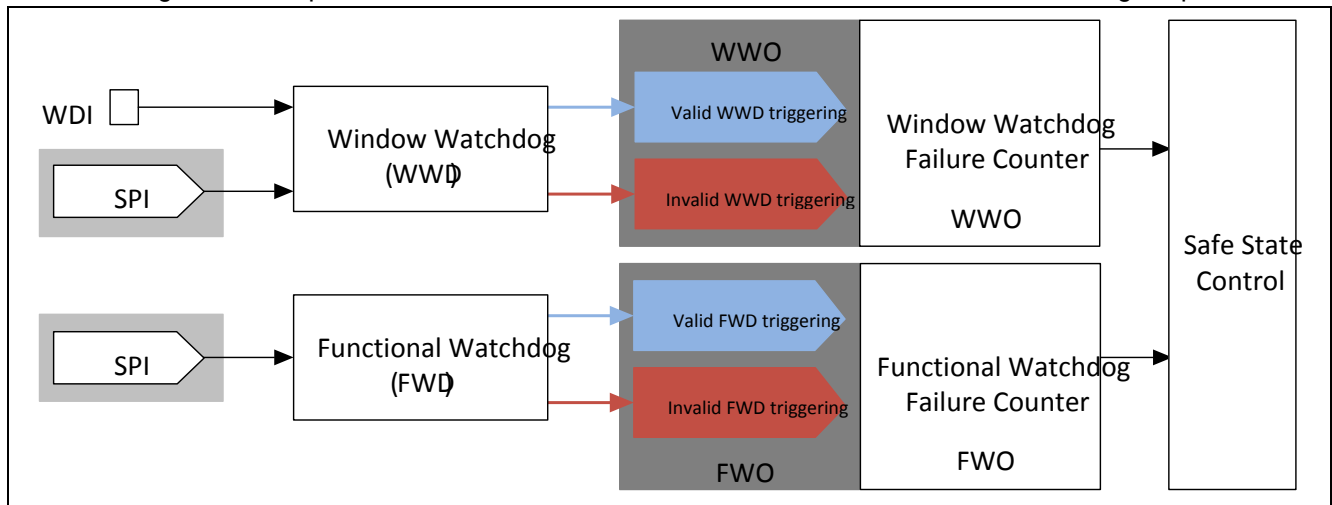 WWO
WDI
Valid WWD triggering
Window Watchdog
(WWD)
Window Watchdog
Failure Counter
SPI
Invalid WWD triggering
WWO
Safe State
Control
Valid FWD triggering
Functional Watchdog
(FWD)
Functional Watchdog
Failure Counter
SPI
Invalid FWD triggering
FWO
FWO